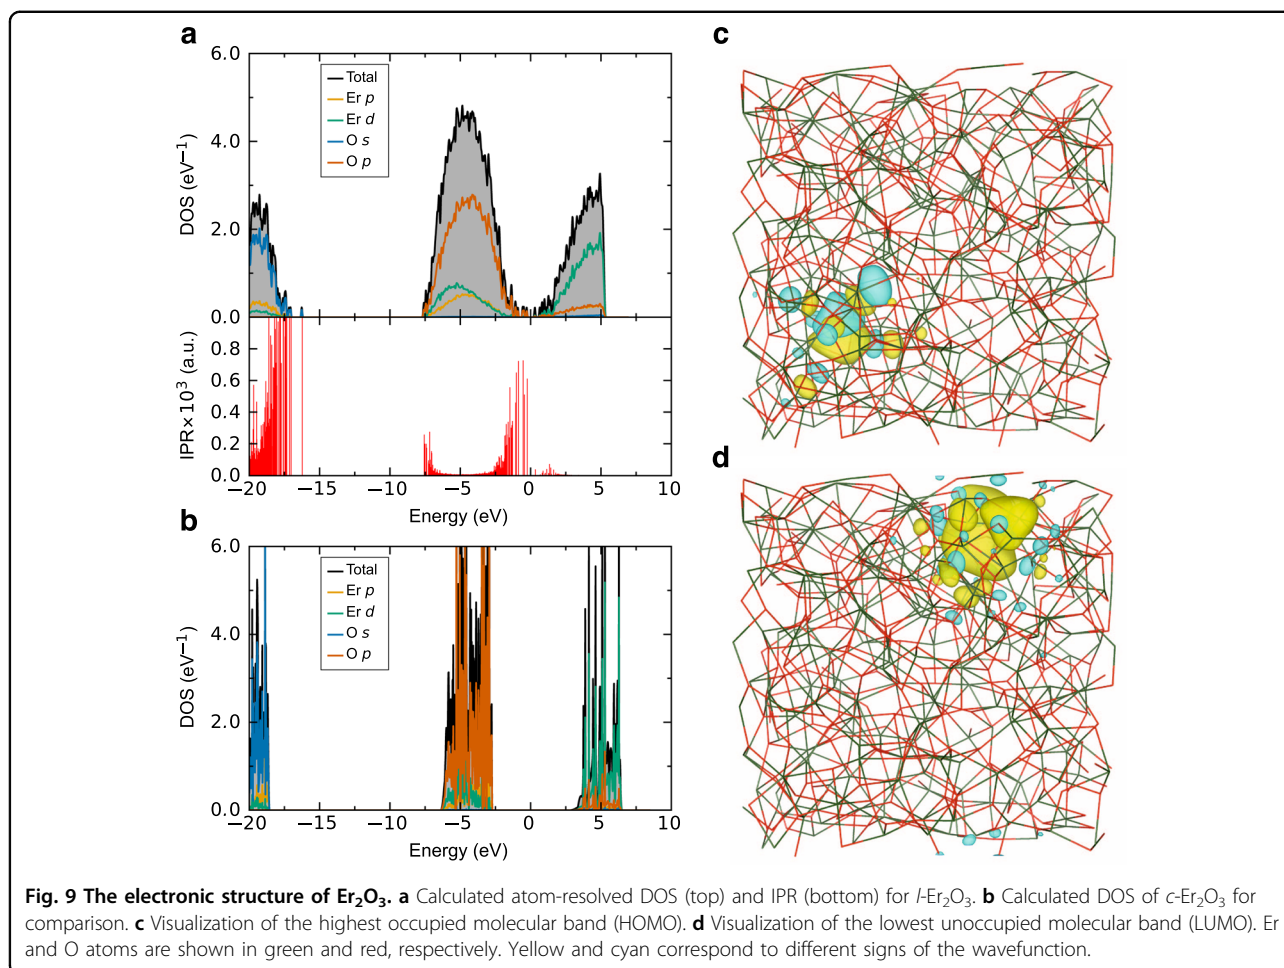 a
6.0
4.0
2.0
0.0
DOS (eV⁻¹)
Total
Er p
Er d
O s
O p
0.8
0.6
0.4
0.2
0.0
IPR×10³ (a.u.)
−20 −15 −10 −5 0 5 10
Energy (eV)
b
6.0
4.0
2.0
0.0
DOS (eV⁻¹)
Total
Er p
Er d
O s
O p
−20 −15 −10 −5 0 5 10
Energy (eV)
c
d
Fig. 9 The electronic structure of Er₂O₃. a Calculated atom-resolved DOS (top) and IPR (bottom) for l-Er₂O₃. b Calculated DOS of c-Er₂O₃ for
comparison. c Visualization of the highest occupied molecular band (HOMO). d Visualization of the lowest unoccupied molecular band (LUMO). Er
and O atoms are shown in green and red, respectively. Yellow and cyan correspond to different signs of the wavefunction.